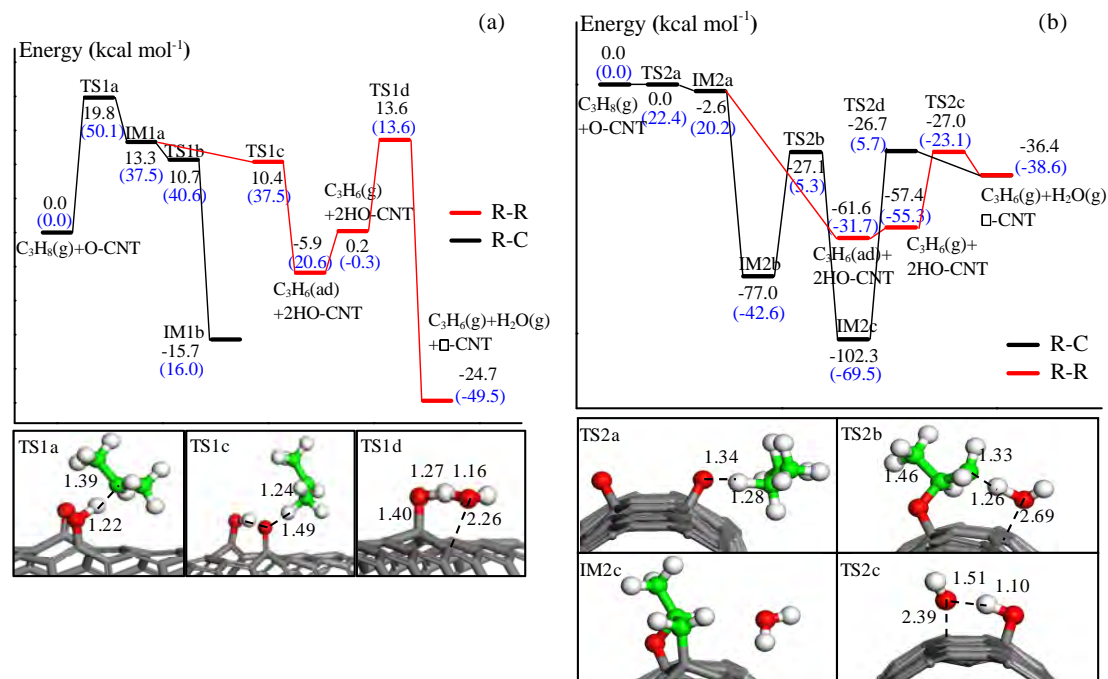 (a)
Energy (kcal mol⁻¹)
TS1a
19.8
(50.1)
IM1a
13.3
(37.5)
TS1b
10.7
(40.6)
0.0
(0.0)
C₃H₈(g)+O-CNT
IM1b
-15.7
(16.0)
TS1c
10.4
(37.5)
-5.9
(20.6)
C₃H₆(ad)
+2HO-CNT
C₃H₆(g)
+2HO-CNT
0.2
(-0.3)
TS1d
13.6
(13.6)
R-R
R-C
C₃H₆(g)+H₂O(g)
+□-CNT
-24.7
(-49.5)
TS1a
1.39
1.22
TS1c
1.24
1.49
TS1d
1.27 1.16
1.40
2.26
(b)
Energy (kcal mol⁻¹)
0.0
(0.0)
C₃H₈(g)
+O-CNT
TS2a
0.0
(22.4)
IM2a
-2.6
(20.2)
IM2b
-77.0
(-42.6)
TS2b
-27.1
(5.3)
-61.6
(-31.7)
C₃H₆(ad)+
2HO-CNT
IM2c
-102.3
(-69.5)
TS2d
-26.7
(5.7)
-57.4
(-55.3)
C₃H₆(g)+
2HO-CNT
TS2c
-27.0
(-23.1)
-36.4
(-38.6)
C₃H₆(g)+H₂O(g)
□-CNT
R-C
R-R
TS2a
1.34
1.28
TS2b
1.33
1.46
1.26
2.69
IM2c
TS2c
1.51 1.10
2.39